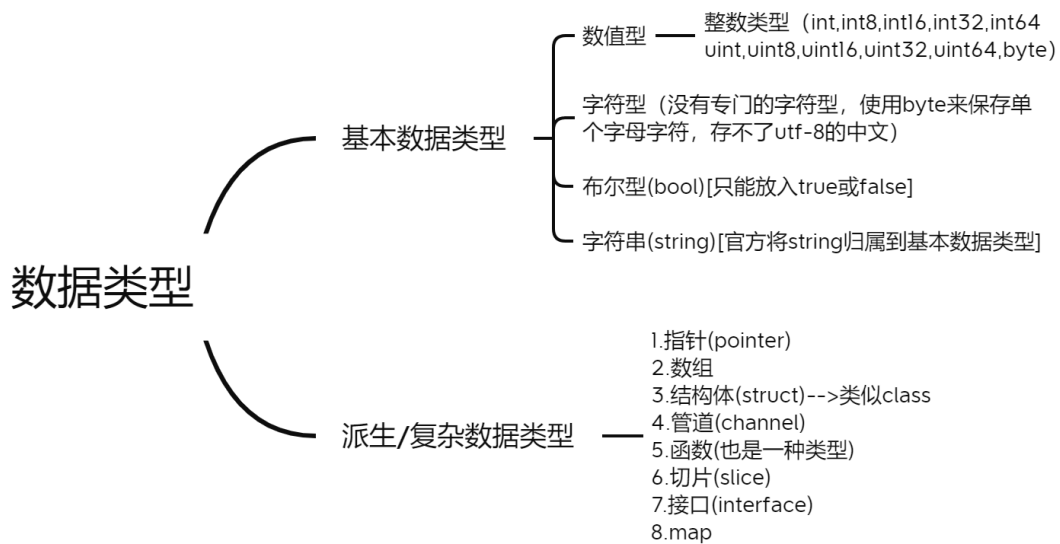 数据类型
基本数据类型
数值型
整数类型（int,int8,int16,int32,int64
uint,uint8,uint16,uint32,uint64,byte）
字符型（没有专门的字符型，使用byte来保存单
个字母字符，存不了utf-8的中文）
布尔型(bool)[只能放入true或false]
字符串(string)[官方将string归属到基本数据类型]
派生/复杂数据类型
1.指针(pointer)
2.数组
3.结构体(struct)-->类似class
4.管道(channel)
5.函数(也是一种类型)
6.切片(slice)
7.接口(interface)
8.map